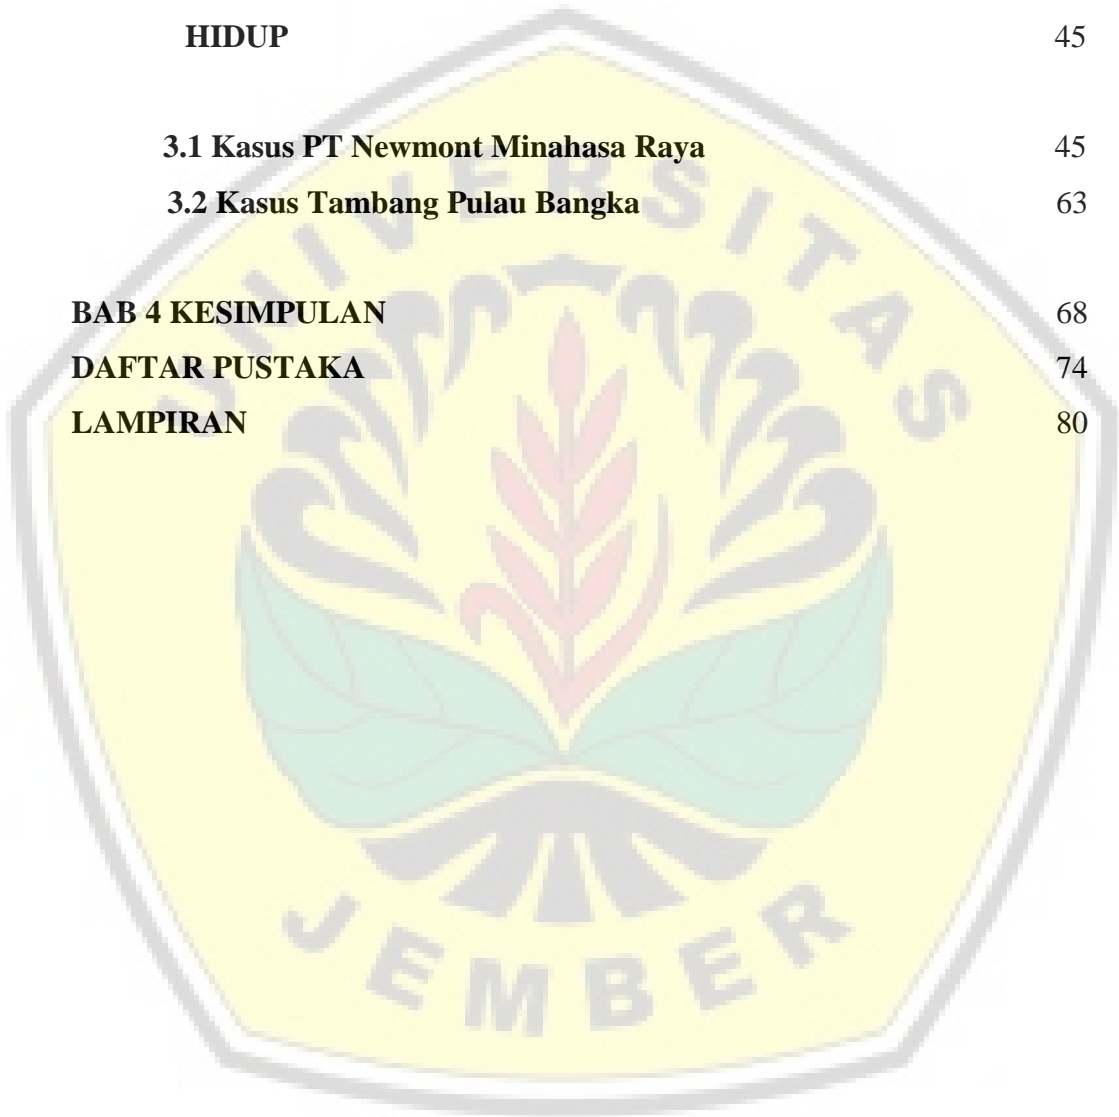 HIDUP 45
3.1 Kasus PT Newmont Minahasa Raya 45
3.2 Kasus Tambang Pulau Bangka 63
UNIVERSITAS
BAB 4 KESIMPULAN 68
DAFTAR PUSTAKA 74
LAMPIRAN 80
JEMBER